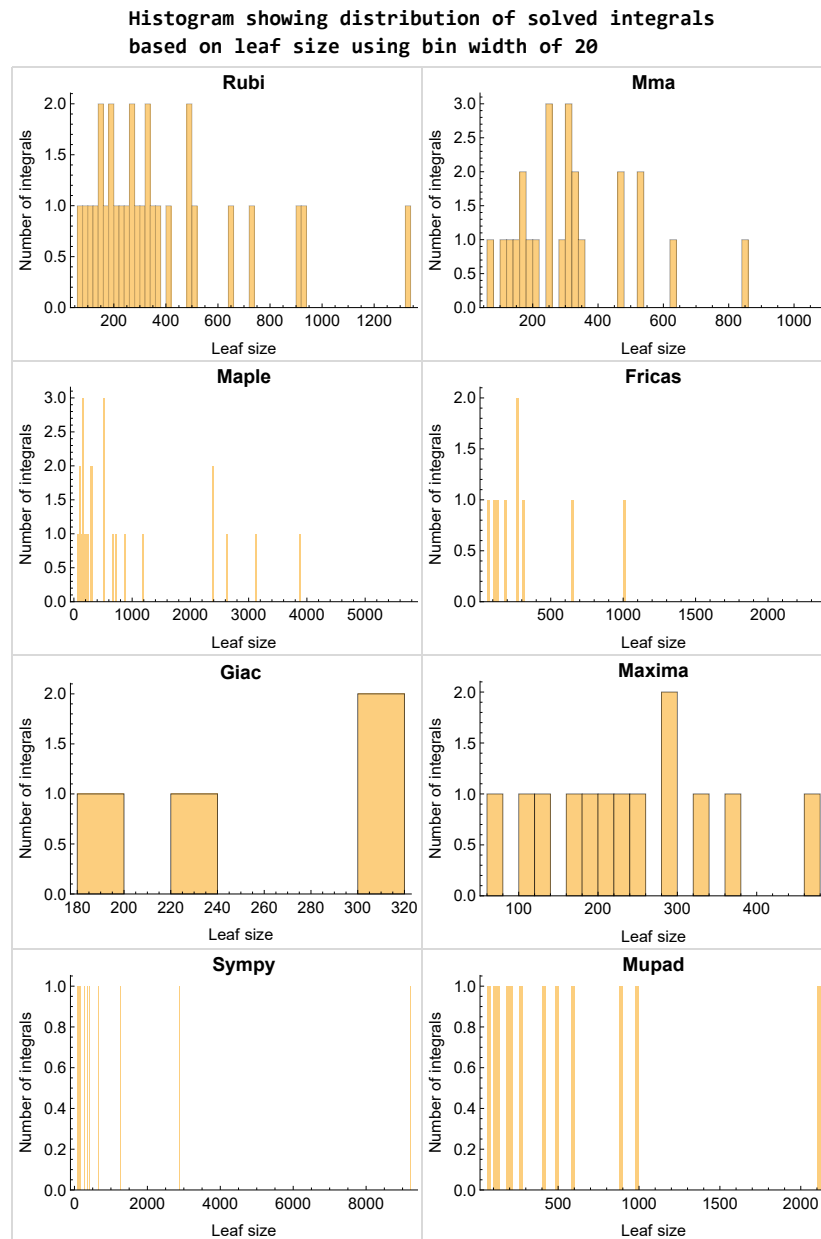 Histogram showing distribution of solved integrals
based on leaf size using bin width of 20
Rubi
Number of integrals
2.0
1.5
1.0
0.5
0.0
200 400 600 800 1000 1200
Leaf size
Mma
Number of integrals
3.0
2.5
2.0
1.5
1.0
0.5
0.0
200 400 600 800 1000
Leaf size
Maple
Number of integrals
3.0
2.5
2.0
1.5
1.0
0.5
0.0
0 1000 2000 3000 4000 5000
Leaf size
Fricas
Number of integrals
2.0
1.5
1.0
0.5
0.0
500 1000 1500 2000
Leaf size
Giac
Number of integrals
2.0
1.5
1.0
0.5
0.0
180 200 220 240 260 280 300 320
Leaf size
Maxima
Number of integrals
2.0
1.5
1.0
0.5
0.0
100 200 300 400
Leaf size
Sympy
Number of integrals
1.0
0.8
0.6
0.4
0.2
0.0
0 2000 4000 6000 8000
Leaf size
Mupad
Number of integrals
1.0
0.8
0.6
0.4
0.2
0.0
500 1000 1500 2000
Leaf size